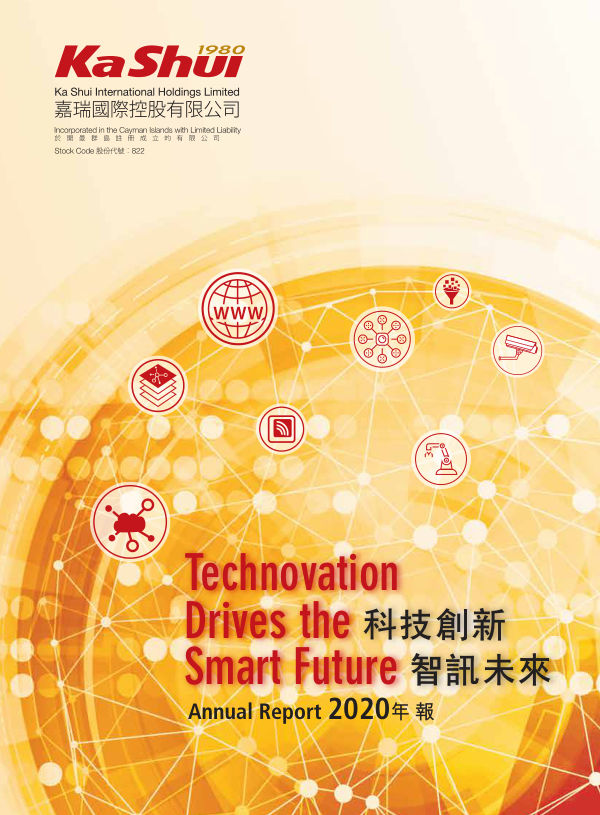 1980
Ka Shui
Ka Shui International Holdings Limited
嘉瑞國際控股有限公司
Incorporated in the Cayman Islands with Limited Liability
於開曼群島註冊成立的有限公司
Stock Code 股份代號：822
WWW
Technovation
Drives the 科技創新
Smart Future 智訊未來
Annual Report 2020年報